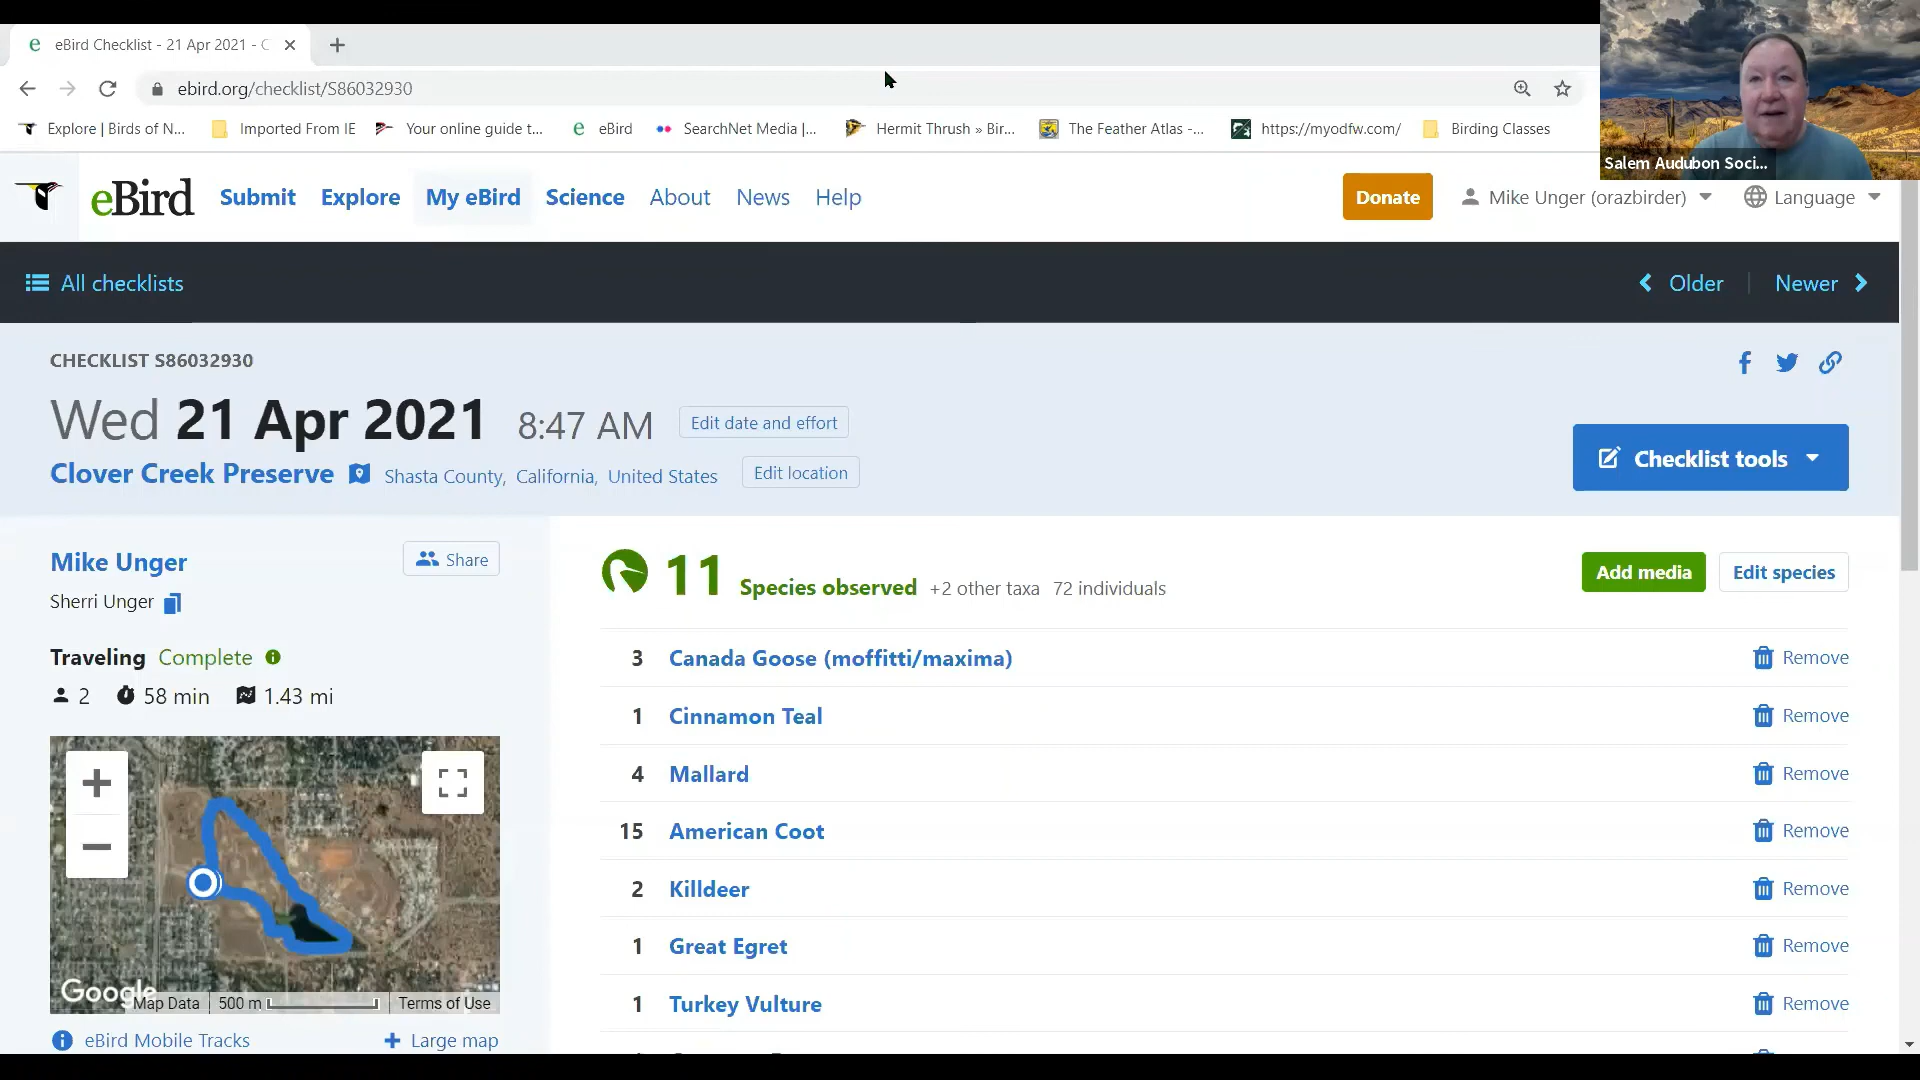 eBird Checklist - 21 Apr 2021 - C
ebird.org/checklist/S86032930
Explore | Birds of N... Imported From IE Your online guide t... eBird SearchNet Media |... Hermit Thrush » Bir... The Feather Atlas -... https://myodfw.com/ Birding Classes
Salem Audubon Soci...
eBird Submit Explore My eBird Science About News Help Donate Mike Unger (orazbirder) Language
All checklists Older Newer
CHECKLIST S86032930
Wed 21 Apr 2021 8:47 AM Edit date and effort
Clover Creek Preserve Shasta County, California, United States Edit location
Checklist tools
Mike Unger Share
Sherri Unger
Traveling Complete
2 58 min 1.43 mi
Google Map Data 500 m Terms of Use
eBird Mobile Tracks Large map
11 Species observed +2 other taxa 72 individuals Add media Edit species
3 Canada Goose (moffitti/maxima) Remove
1 Cinnamon Teal Remove
4 Mallard Remove
15 American Coot Remove
2 Killdeer Remove
1 Great Egret Remove
1 Turkey Vulture Remove